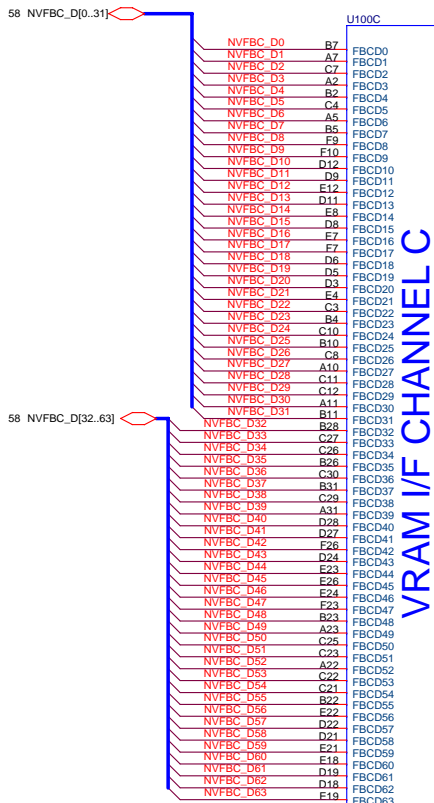 58 NVFBC_D[0..31]
U100C
NVFBC_D0 B7 FBCD0
NVFBC_D1 A7 FBCD1
NVFBC_D2 C7 FBCD2
NVFBC_D3 A2 FBCD3
NVFBC_D4 B2 FBCD4
NVFBC_D5 C4 FBCD5
NVFBC_D6 A5 FBCD6
NVFBC_D7 B5 FBCD7
NVFBC_D8 F9 FBCD8
NVFBC_D9 F10 FBCD9
NVFBC_D10 D12 FBCD10
NVFBC_D11 D9 FBCD11
NVFBC_D12 E12 FBCD12
NVFBC_D13 D11 FBCD13
NVFBC_D14 E8 FBCD14
NVFBC_D15 D8 FBCD15
NVFBC_D16 E7 FBCD16
NVFBC_D17 F7 FBCD17
NVFBC_D18 D6 FBCD18
NVFBC_D19 D5 FBCD19
NVFBC_D20 D3 FBCD20
NVFBC_D21 E4 FBCD21
NVFBC_D22 C3 FBCD22
NVFBC_D23 B4 FBCD23
NVFBC_D24 C10 FBCD24
NVFBC_D25 B10 FBCD25
NVFBC_D26 C8 FBCD26
NVFBC_D27 A10 FBCD27
NVFBC_D28 C11 FBCD28
NVFBC_D29 C12 FBCD29
NVFBC_D30 A11 FBCD30
NVFBC_D31 B11 FBCD31
58 NVFBC_D[32..63]
NVFBC_D32 B28 FBCD32
NVFBC_D33 C27 FBCD33
NVFBC_D34 C26 FBCD34
NVFBC_D35 B26 FBCD35
NVFBC_D36 C30 FBCD36
NVFBC_D37 B31 FBCD37
NVFBC_D38 C29 FBCD38
NVFBC_D39 A31 FBCD39
NVFBC_D40 D28 FBCD40
NVFBC_D41 D27 FBCD41
NVFBC_D42 F26 FBCD42
NVFBC_D43 D24 FBCD43
NVFBC_D44 E23 FBCD44
NVFBC_D45 E26 FBCD45
NVFBC_D46 E24 FBCD46
NVFBC_D47 F23 FBCD47
NVFBC_D48 B23 FBCD48
NVFBC_D49 A23 FBCD49
NVFBC_D50 C25 FBCD50
NVFBC_D51 C23 FBCD51
NVFBC_D52 A22 FBCD52
NVFBC_D53 C22 FBCD53
NVFBC_D54 C21 FBCD54
NVFBC_D55 B22 FBCD55
NVFBC_D56 E22 FBCD56
NVFBC_D57 D22 FBCD57
NVFBC_D58 D21 FBCD58
NVFBC_D59 E21 FBCD59
NVFBC_D60 E18 FBCD60
NVFBC_D61 D19 FBCD61
NVFBC_D62 D18 FBCD62
NVFBC_D63 E19 FBCD63
VRAM I/F CHANNEL C